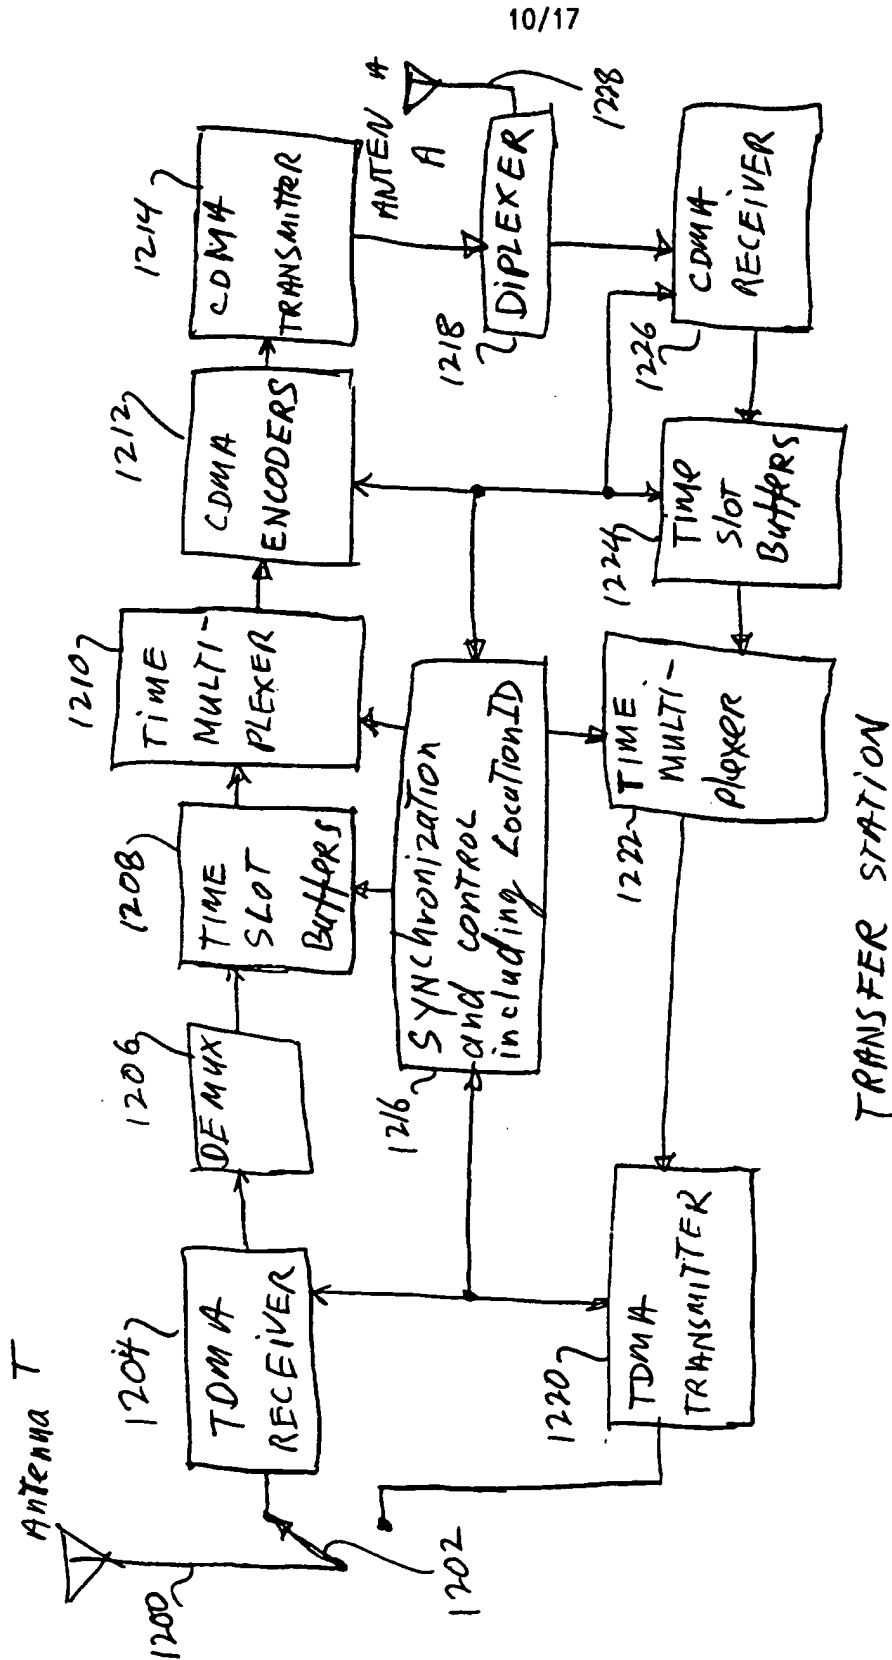 10/17
Antenna T
1200
1202
1204
TDMA
RECEIVER
1206
DEMUX
1208
TIME
SLOT
Buffers
1210
TIME
MULTI-
PLEXER
1212
CDMA
ENCODERS
1214
CDMA
TRANSMITTER
ANTEN A
A
1228
1218
DIPLEXER
1216
SYNchronization
and control
including Location ID
1220
TDMA
TRANSMITTER
1222
TIME
MULTI-
plexer
1224
TIME
Slot
Buffers
1226
CDMA
RECEIVER
TRANSFER STATION